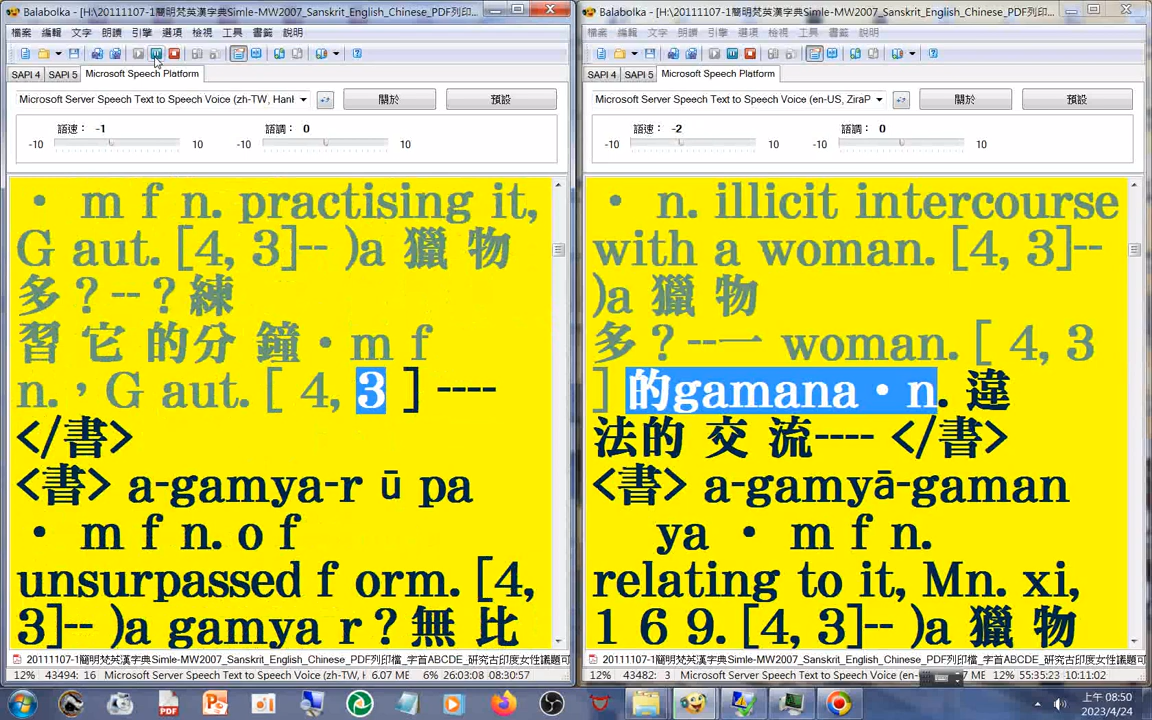 Balabolka - [H:\20111107-1簡明梵英漢字典Simle-MW2007_Sanskrit_English_Chinese_PDF列印...
檔案 編輯 文字 朗讀 引擎 選項 檢視 工具 書籤 說明
SAPI 4 SAPI 5 Microsoft Speech Platform
Microsoft Server Speech Text to Speech Voice (zh-TW, Hanl 關於 預設
語速： -1 語調： 0
-10 10 -10 10
• m f n. practising it,
G aut. [4, 3]-- )a 獵 物
多？--？練
習 它 的分 鐘 • m f
n.，G aut. [ 4, 3 ] ----
</書>
<書> a-gamya-r ū pa
• m f n. o f
unsurpassed f orm. [4,
3]-- )a gamya r？無 比
20111107-1簡明梵英漢字典Simle-MW2007_Sanskrit_English_Chinese_PDF列印檔_字首ABCDE_研究古印度女性議題可
12% 43494: 16 Microsoft Server Speech Text to Speech Voice (zh-TW, H 6.07 ME 6% 26:03:08 08:30:57
Balabolka - [H:\20111107-1簡明梵英漢字典Simle-MW2007_Sanskrit_English_Chinese_PDF列印...
檔案 編輯 文字 朗讀 引擎 選項 檢視 工具 書籤 說明
SAPI 4 SAPI 5 Microsoft Speech Platform
Microsoft Server Speech Text to Speech Voice (en-US, ZiraP 關於 預設
語速： -2 語調： 0
-10 10 -10 10
• n. illicit intercourse
with a woman. [4, 3]--
)a 獵 物
多？--一 woman. [ 4, 3
] 的gamana • n. 違
法的 交 流---- </書>
<書> a-gamyā-gaman
ya • m f n.
relating to it, Mn. xi,
1 6 9. [4, 3]-- )a 獵 物
20111107-1簡明梵英漢字典Simle-MW2007_Sanskrit_English_Chinese_PDF列印檔_字首ABCDE_研究古印度女性議題可
12% 43482: 3 Microsoft Server Speech Text to Speech Voice (en-US, 7 ME 12% 55:35:23 10:11:02
上午 08:50
2023/4/24